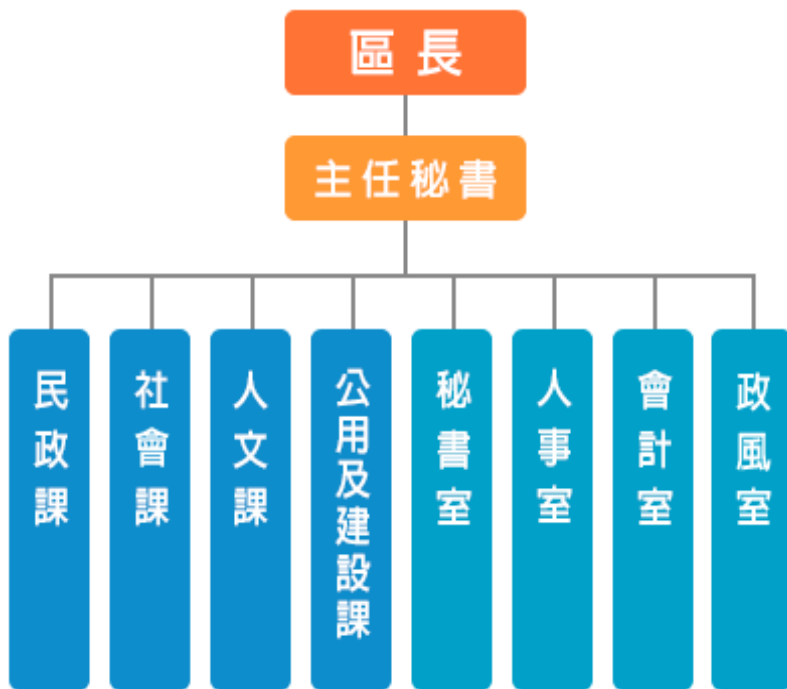 區長
主任秘書
民政課
社會課
人文課
公用及建設課
秘書室
人事室
會計室
政風室